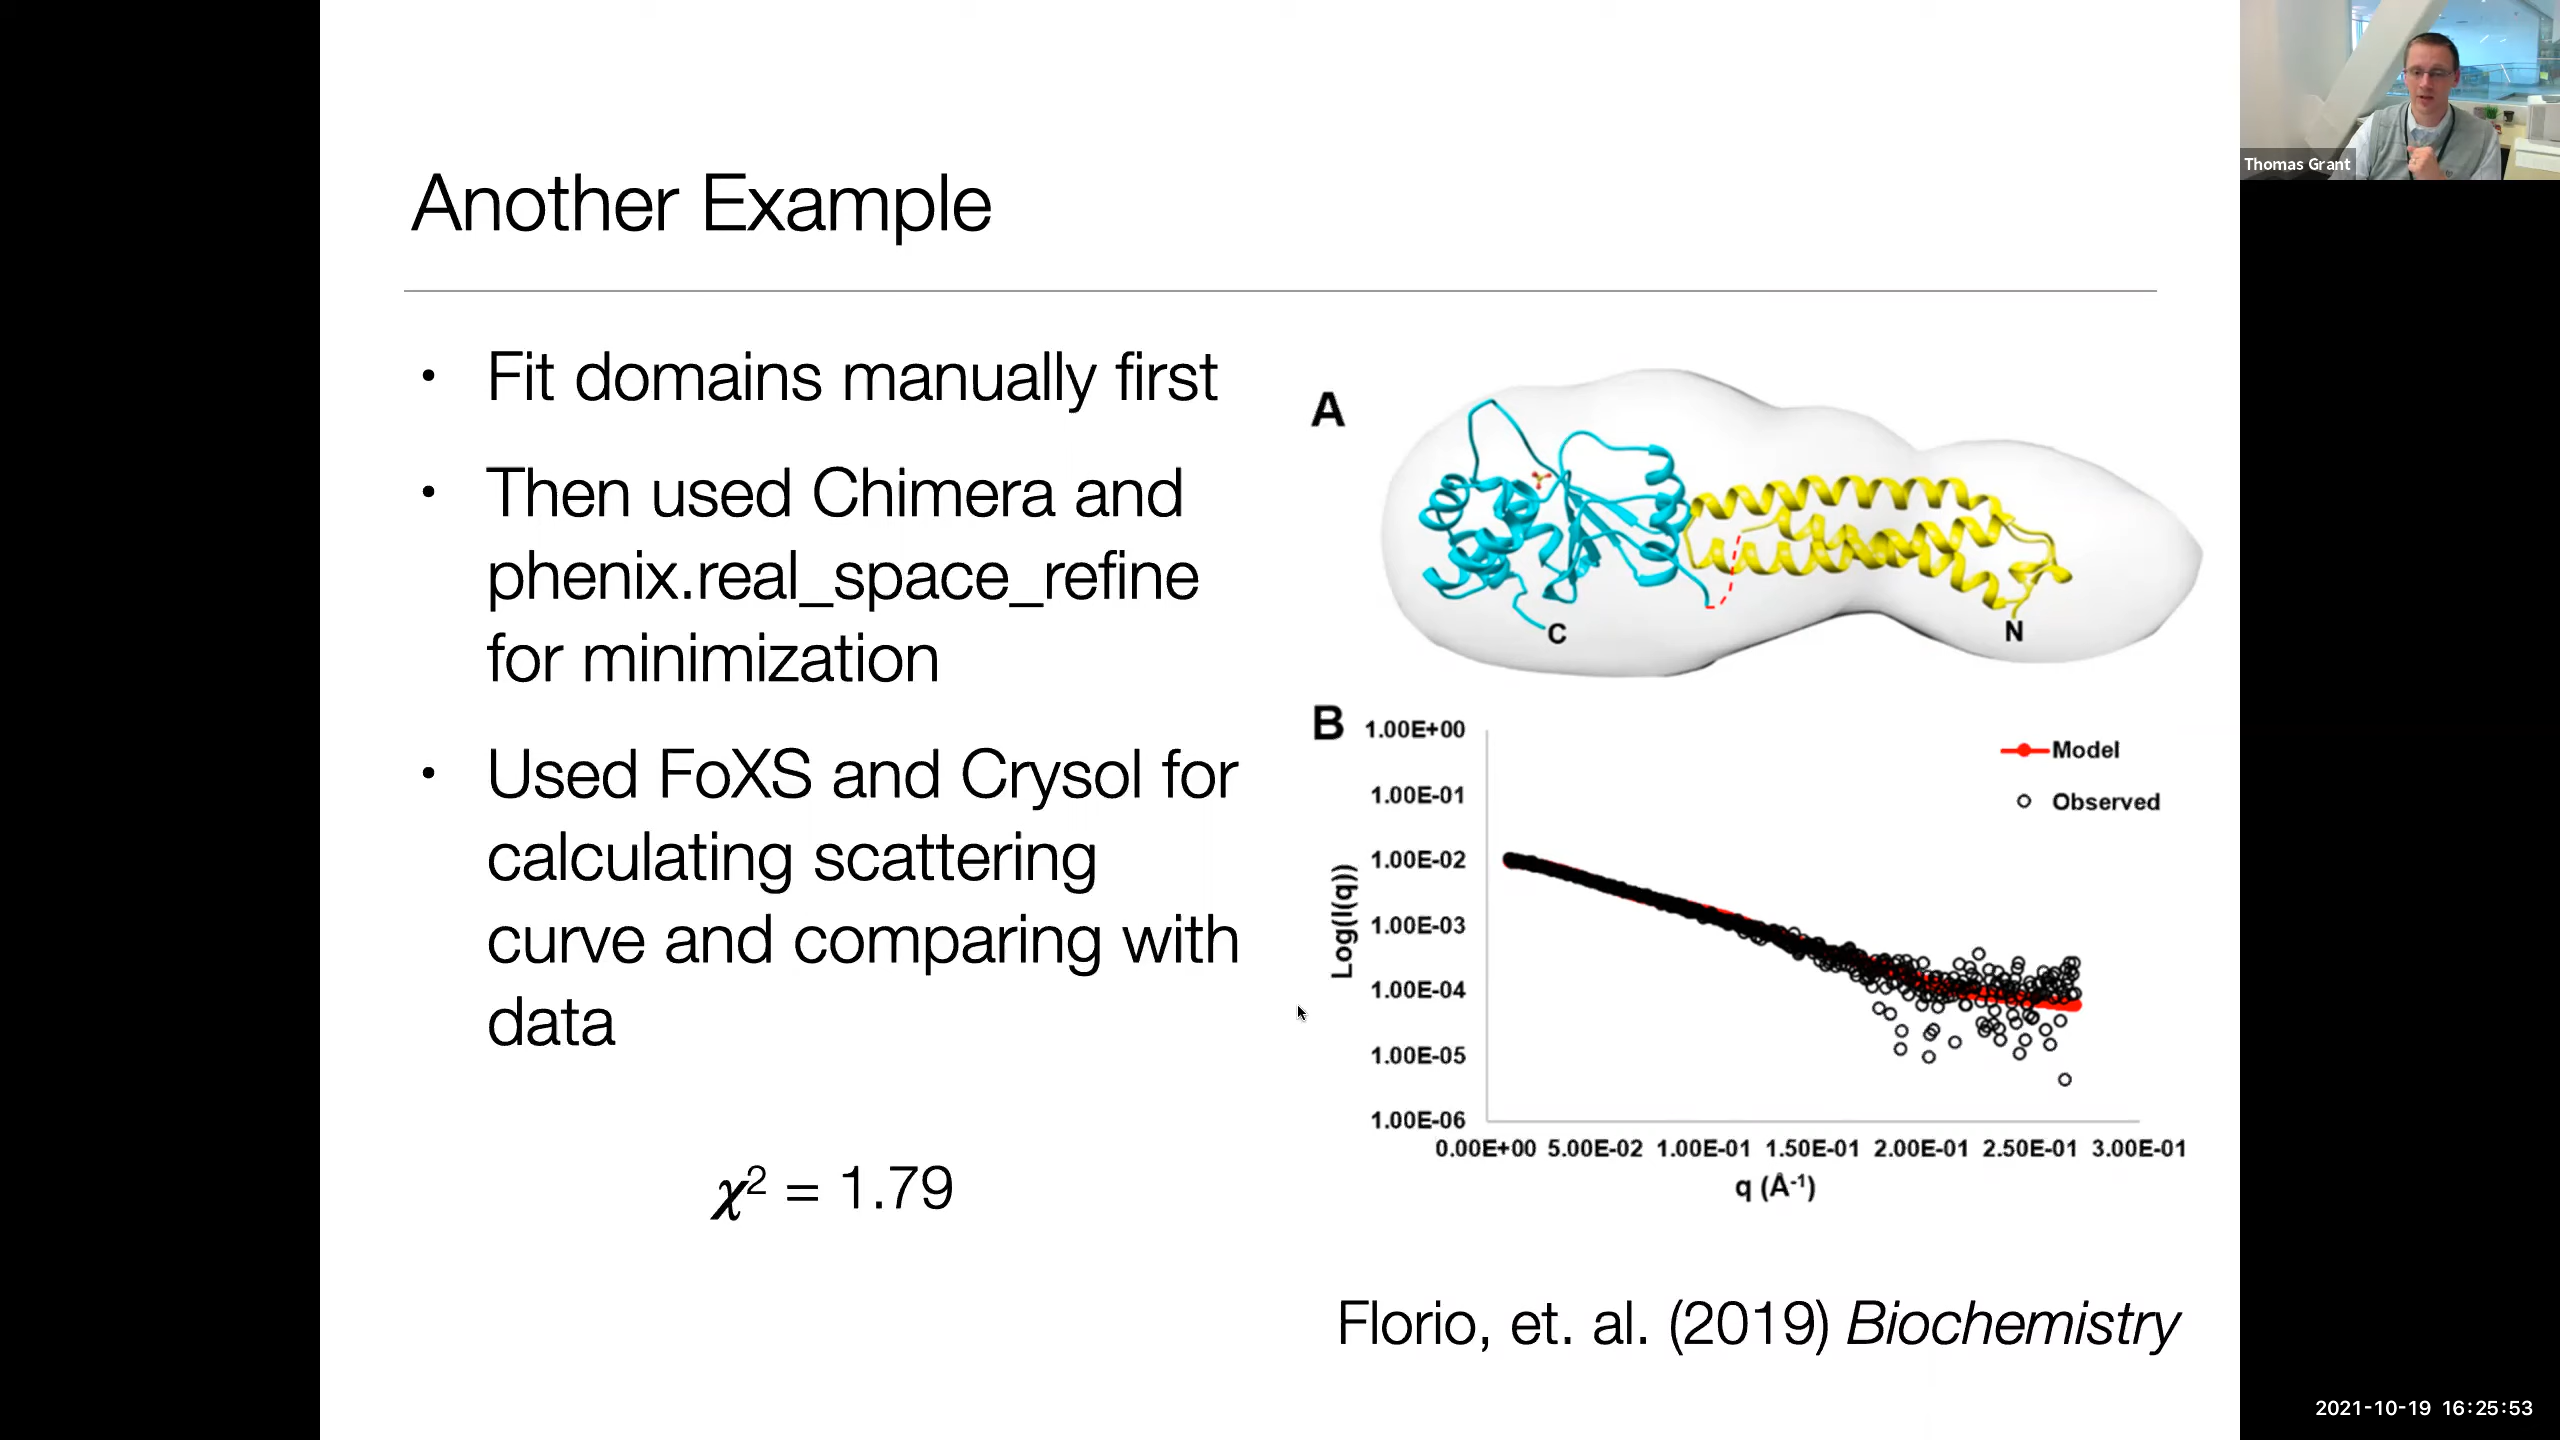 Thomas Grant
Another Example
• Fit domains manually first
• Then used Chimera and
phenix.real_space_refine
for minimization
• Used FoXS and Crysol for
calculating scattering
curve and comparing with
data
χ² = 1.79
A
C
N
B
1.00E+00
1.00E-01
1.00E-02
1.00E-03
1.00E-04
1.00E-05
1.00E-06
Log(I(q))
Model
Observed
0.00E+00 5.00E-02 1.00E-01 1.50E-01 2.00E-01 2.50E-01 3.00E-01
q (Å⁻¹)
Florio, et. al. (2019) Biochemistry
2021-10-19 16:25:53